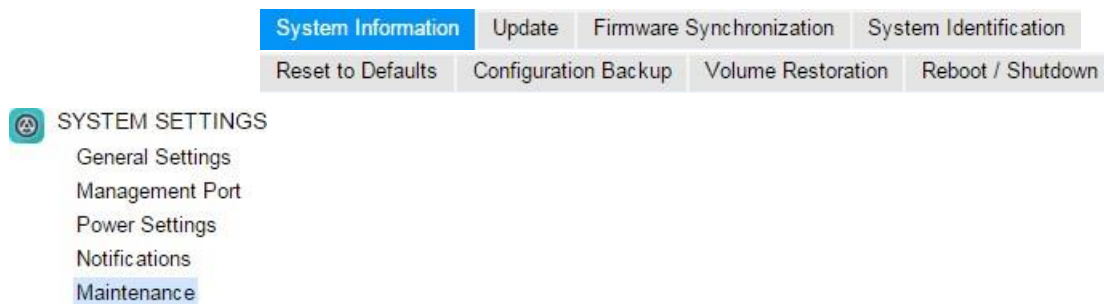 System Information Update Firmware Synchronization System Identification
Reset to Defaults Configuration Backup Volume Restoration Reboot / Shutdown
SYSTEM SETTINGS
General Settings
Management Port
Power Settings
Notifications
Maintenance